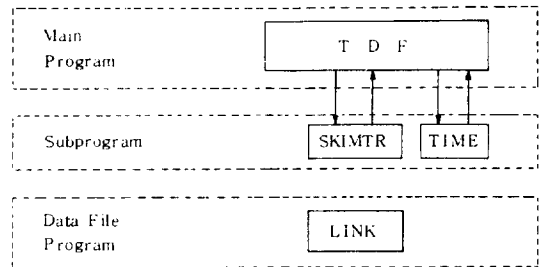 Main
Program
T D F
Subprogram
SKIMTR
TIME
Data File
Program
LINK